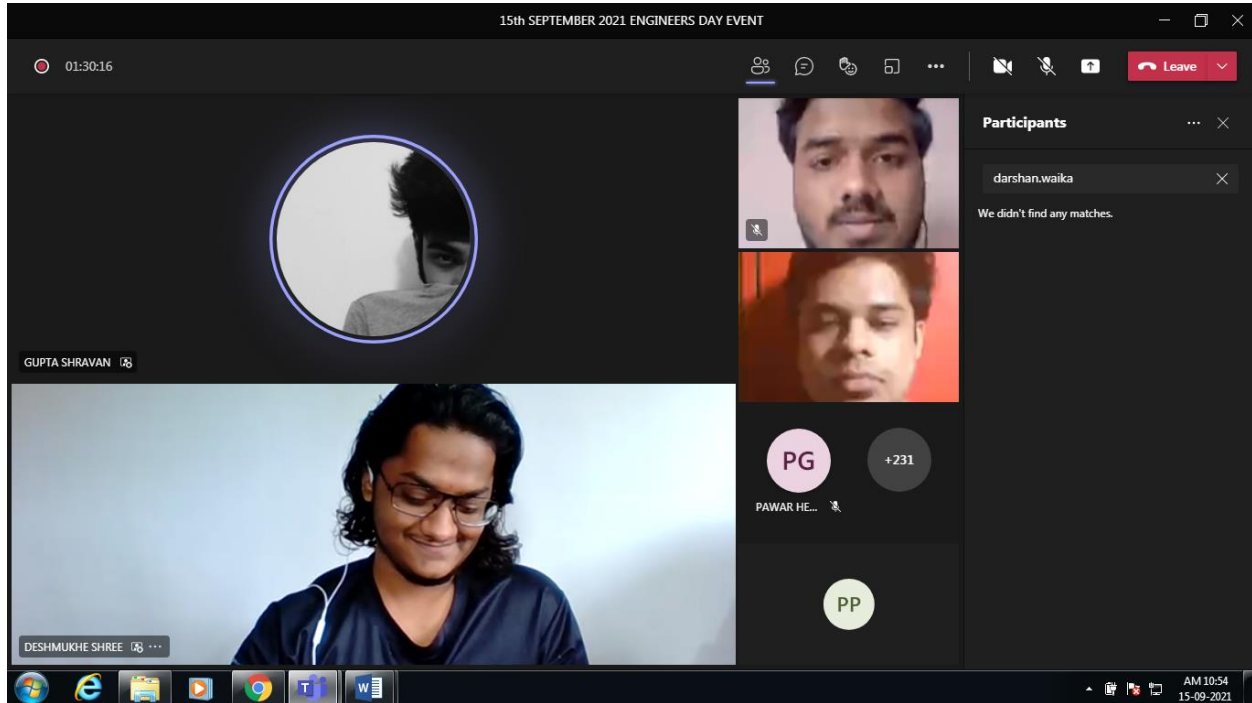 15th SEPTEMBER 2021 ENGINEERS DAY EVENT
01:30:16
Leave
Participants
darshan.waika
We didn't find any matches.
GUPTA SHRAVAN
PG
+231
PAWAR HE...
PP
DESHMUKHE SHREE
AM 10:54
15-09-2021